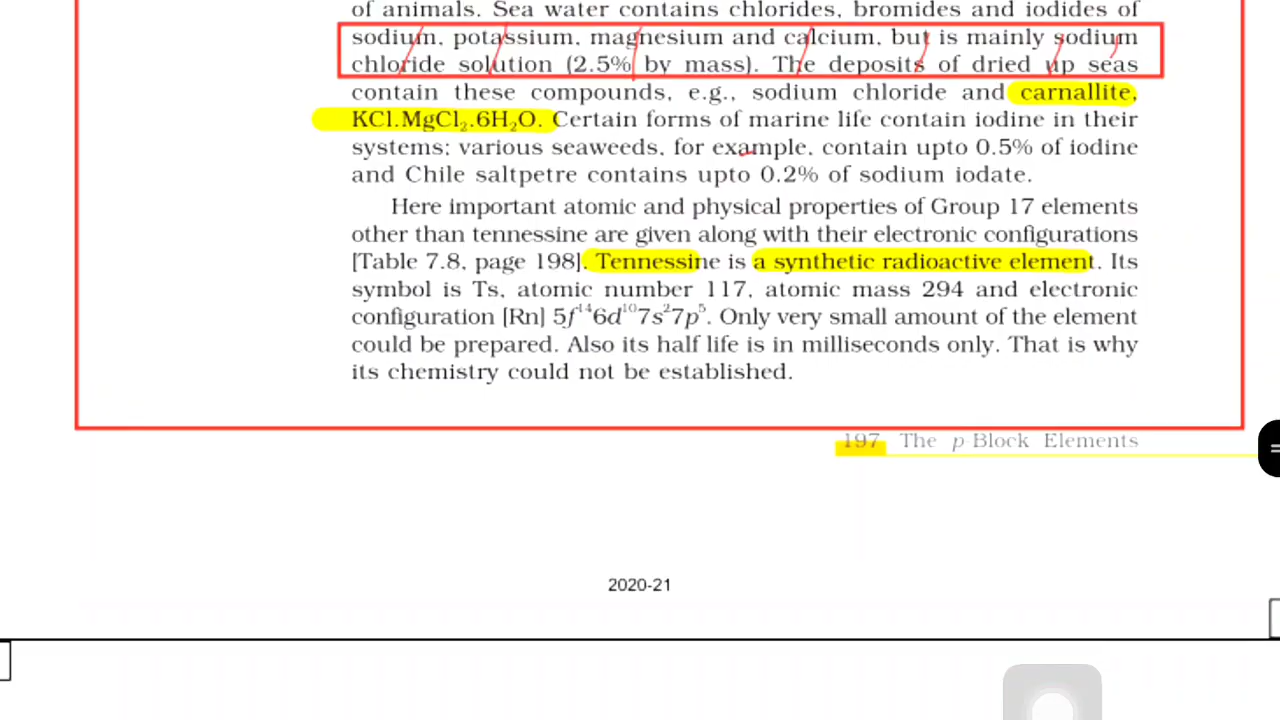 of animals. Sea water contains chlorides, bromides and iodides of
sodium, potassium, magnesium and calcium, but is mainly sodium
chloride solution (2.5% by mass). The deposits of dried up seas
contain these compounds, e.g., sodium chloride and carnallite,
KCl.MgCl₂.6H₂O. Certain forms of marine life contain iodine in their
systems; various seaweeds, for example, contain upto 0.5% of iodine
and Chile saltpetre contains upto 0.2% of sodium iodate.
Here important atomic and physical properties of Group 17 elements
other than tennessine are given along with their electronic configurations
[Table 7.8, page 198]. Tennessine is a synthetic radioactive element. Its
symbol is Ts, atomic number 117, atomic mass 294 and electronic
configuration [Rn] 5f¹⁴6d¹⁰7s²7p⁵. Only very small amount of the element
could be prepared. Also its half life is in milliseconds only. That is why
its chemistry could not be established.
197 The p-Block Elements
2020-21